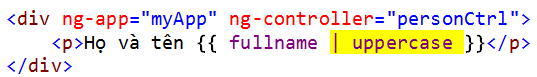 <div ng-app="myApp" ng-controller="personCtrl">
<p>Họ và tên {{ fullname | uppercase }}</p>
</div>